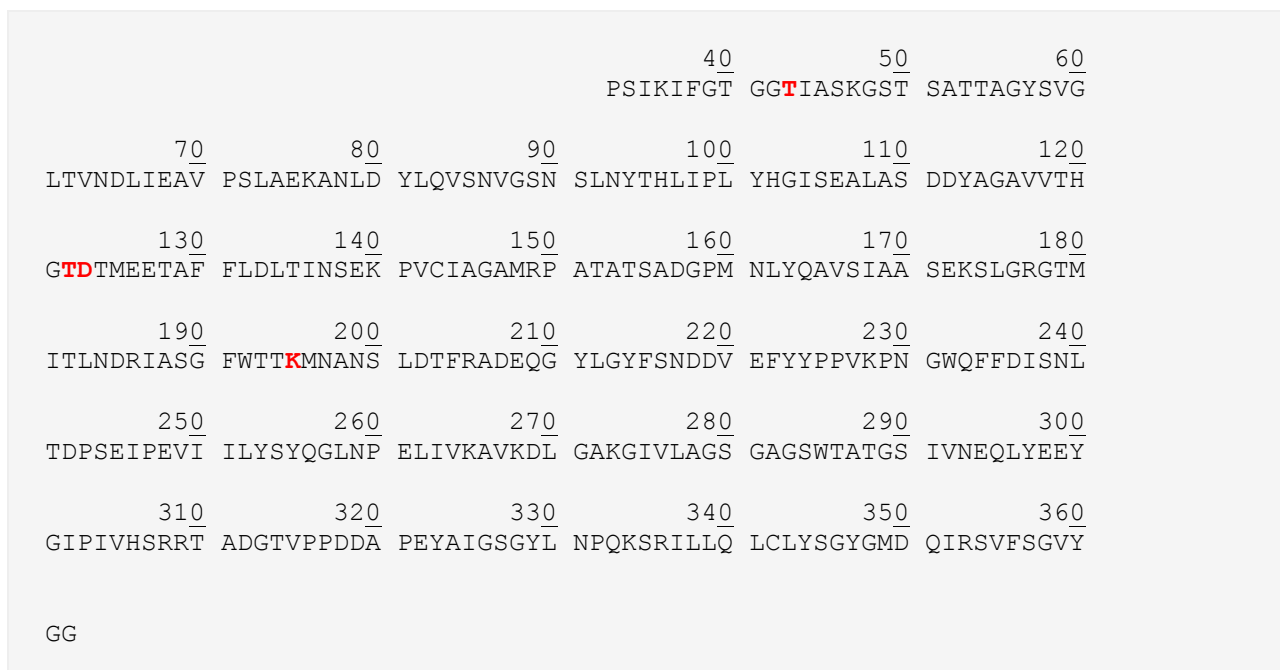 40 50 60
PSIKIFGT GGTIASKGST SATTAGYSVG
70 80 90 100 110 120
LTVNDLIEAV PSLAEKANLD YLQVSNVGSN SLNYTHLIPL YHGISEALAS DDYAGAVVTH
130 140 150 160 170 180
GTDTMEETAF FLDLTINSEK PVCIAGAMRP ATATSADGPM NLYQAVSIAA SEKSLGRGTM
190 200 210 220 230 240
ITLNDRIASG FWTTKMNANS LDTFRADEQG YLGYFSNDDV EFYYPPVKPN GWQFFDISNL
250 260 270 280 290 300
TDPSEIPEVI ILYSYQGLNP ELIVKAVKDL GAKGIVLAGS GAGSWTATGS IVNEQLYEEY
310 320 330 340 350 360
GIPIVHSRRT ADGTVPPDDA PEYAIGSGYL NPQKSRILLQ LCLYSGYGMD QIRSVFSGVY
GG